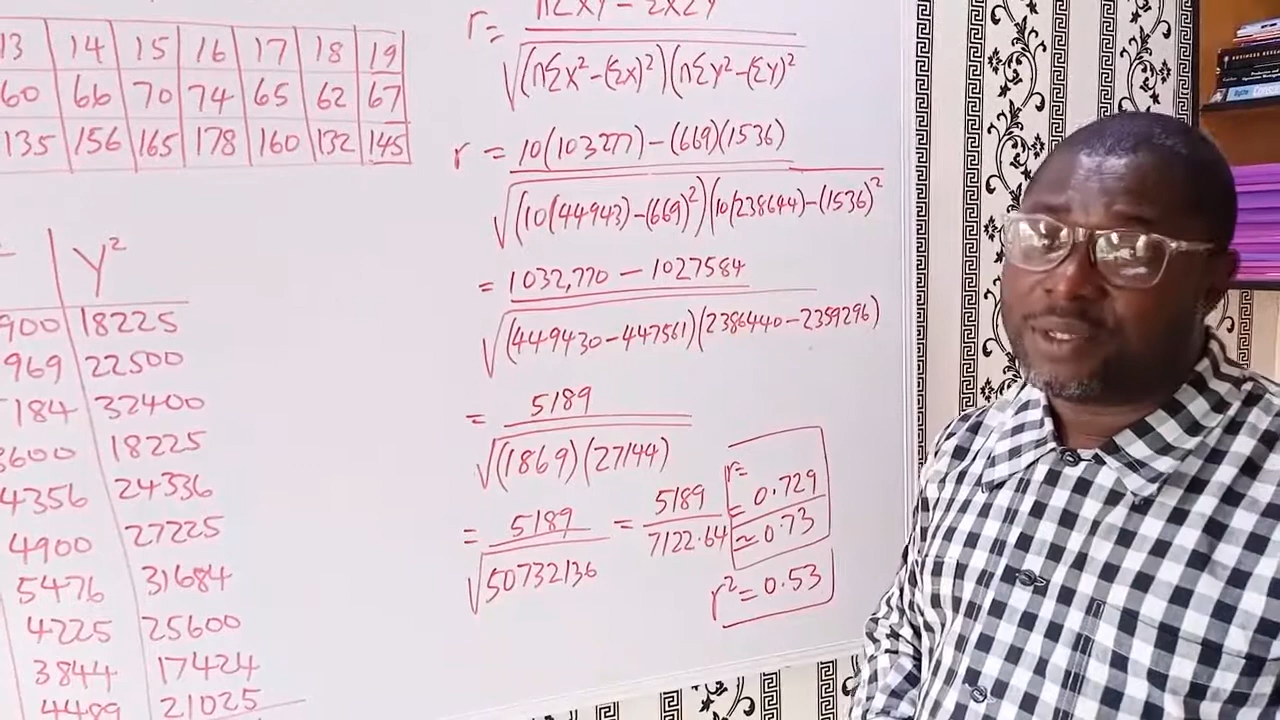 13 14 15 16 17 18 19
60 66 70 74 65 62 67
135 156 165 178 160 132 145
Y²
900 18225
969 22500
184 32400
3600 18225
4356 24336
4900 27225
5476 31684
4225 25600
3844 17424
4489 21025
r = nΣXY - ΣXΣY
√(nΣX² - (ΣX)²)(nΣY² - (ΣY)²
r = 10(103277) - (669)(1536)
√(10(44943) - (669)²)(10(238644) - (1536)²
= 1032,770 - 1027584
√(449430 - 447561)(2386440 - 2359296)
= 5189
√(1869)(27144)
= 5189 = 5189 r= = 0.729
√50732136 7122.64 ≈ 0.73
r² = 0.53